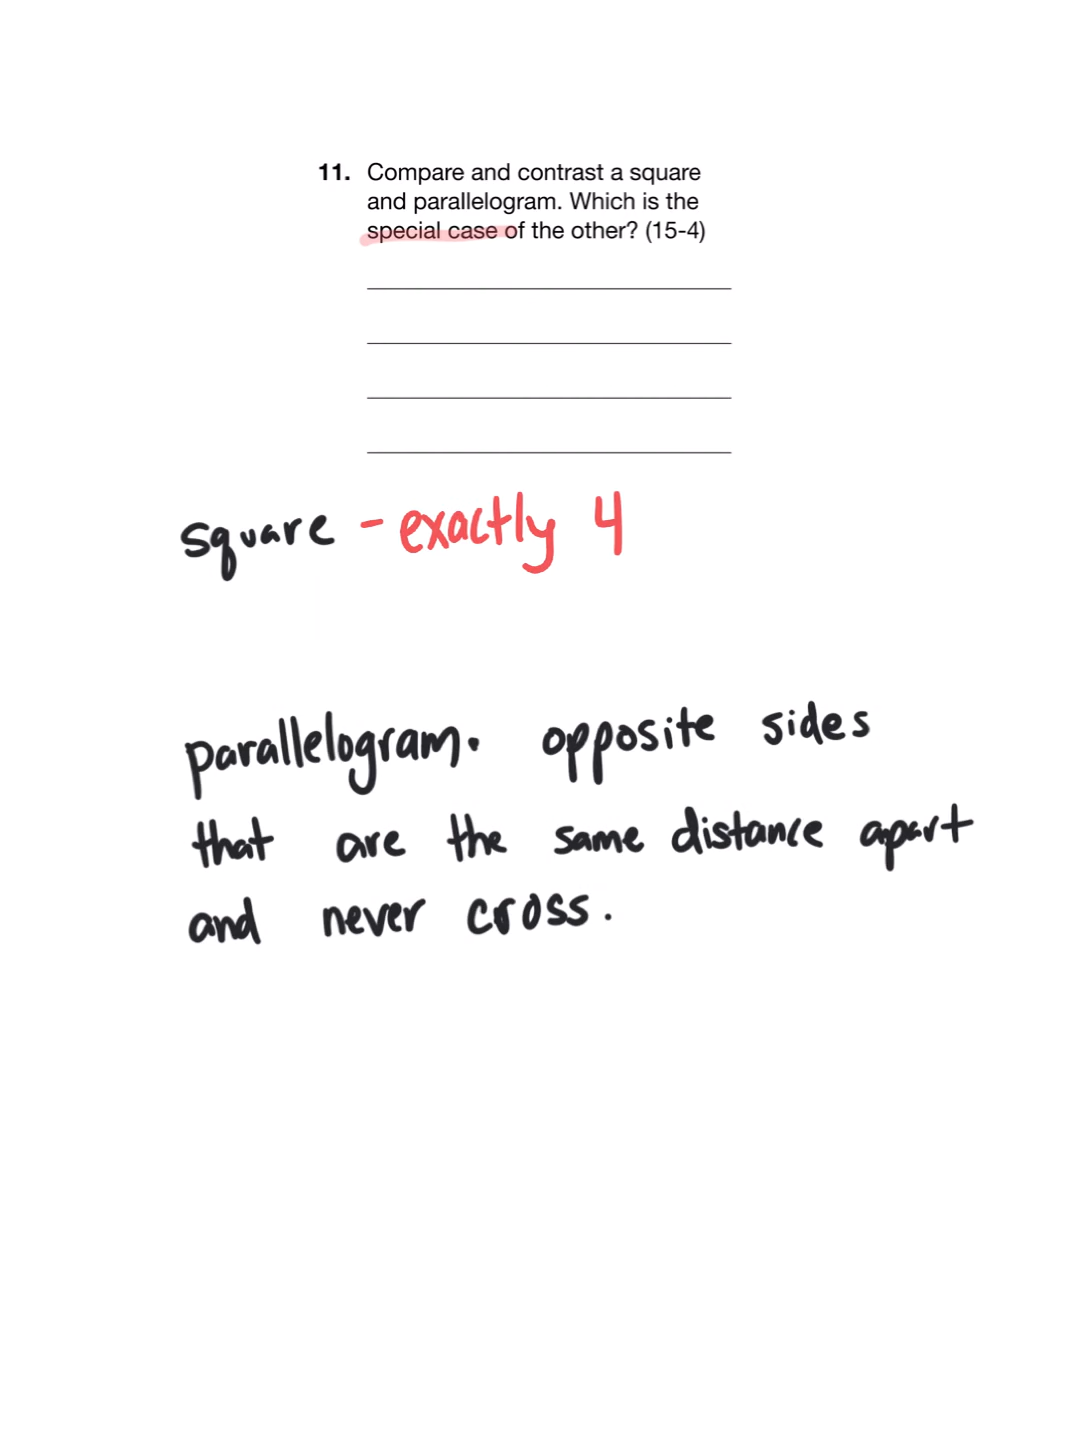 11. Compare and contrast a square
and parallelogram. Which is the
special case of the other? (15-4)
square - exactly 4
parallelogram. opposite sides
that are the same distance apart
and never cross.